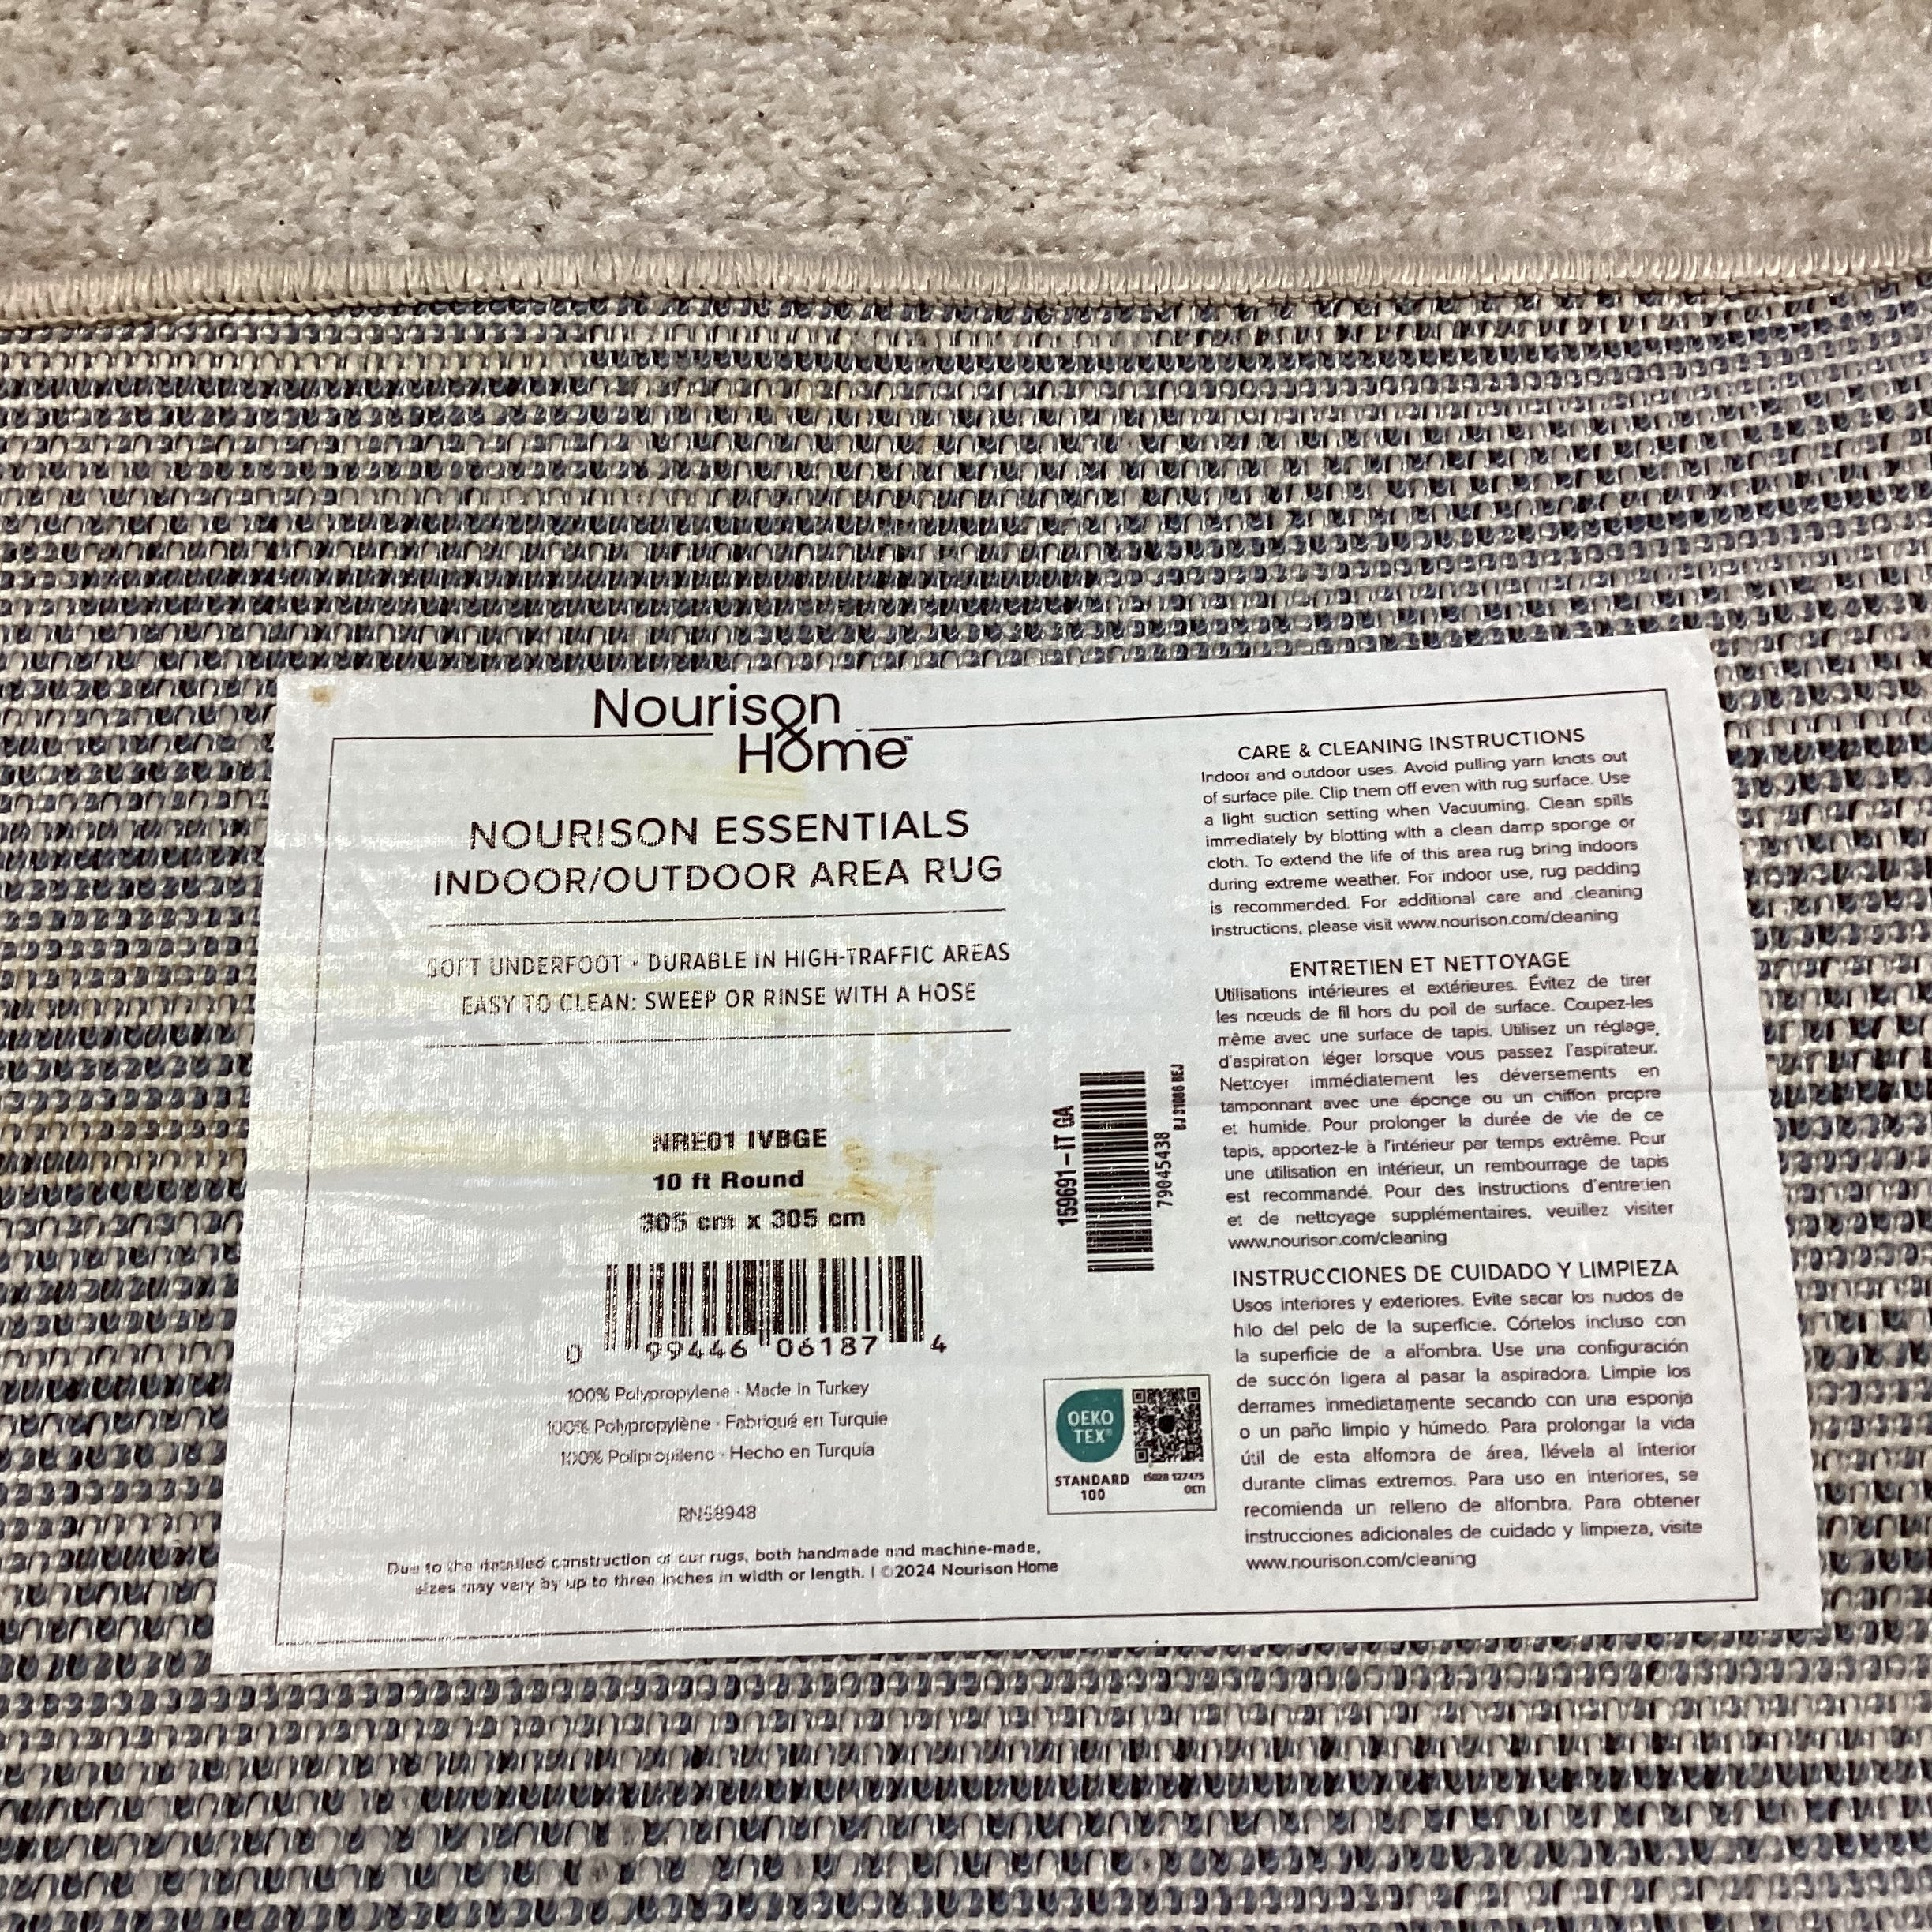 Nourison
Home™
NOURISON ESSENTIALS
INDOOR/OUTDOOR AREA RUG
SOFT UNDERFOOT • DURABLE IN HIGH-TRAFFIC AREAS
EASY TO CLEAN: SWEEP OR RINSE WITH A HOSE
NRE01 IVBGE
10 ft Round
305 cm x 305 cm
0 99446 06187 4
100% Polypropylene · Made in Turkey
100% Polypropylène · Fabriqué en Turquie
100% Polipropileno · Hecho en Turquía
RN58948
Due to the detailed construction of our rugs, both handmade and machine-made,
sizes may very by up to three inches in width or length. | ©2024 Nourison Home
159691-IT GA
79045438
BJ 31086 BEJ
OEKO
TEX®
STANDARD
100
IS028 127475
OETI
CARE & CLEANING INSTRUCTIONS
Indoor and outdoor uses. Avoid pulling yarn knots out
of surface pile. Clip them off even with rug surface. Use
a light suction setting when Vacuuming. Clean spills
immediately by blotting with a clean damp sponge or
cloth. To extend the life of this area rug bring indoors
during extreme weather. For indoor use, rug padding
is recommended. For additional care and cleaning
instructions, please visit www.nourison.com/cleaning
ENTRETIEN ET NETTOYAGE
Utilisations intérieures et extérieures. Évitez de tirer
les nœuds de fil hors du poil de surface. Coupez-les
même avec une surface de tapis. Utilisez un réglage
d'aspiration léger lorsque vous passez l'aspirateur.
Nettoyer immédiatement les déversements en
tamponnant avec une éponge ou un chiffon propre
et humide. Pour prolonger la durée de vie de ce
tapis, apportez-le à l'intérieur par temps extrême. Pour
une utilisation en intérieur, un rembourrage de tapis
est recommandé. Pour des instructions d'entretien
et de nettoyage supplémentaires, veuillez visiter
www.nourison.com/cleaning
INSTRUCCIONES DE CUIDADO Y LIMPIEZA
Usos interiores y exteriores. Evite sacar los nudos de
hilo del pelo de la superficie. Córtelos incluso con
la superficie de a alfombra. Use una configuración
de succón ligera al pasar la aspiradora. Limpie los
derrames inmediatamente secando con una esponja
o un paño limpio y húmedo. Para prolongar la vida
útil de esta alfombra de área, llévela al interior
durante climas extremos. Para uso en interiores, se
recomienda un relleno de alfombra. Para obtener
instrucciones adicionales de cuidado y limpieza, visite
www.nourison.com/cleaning